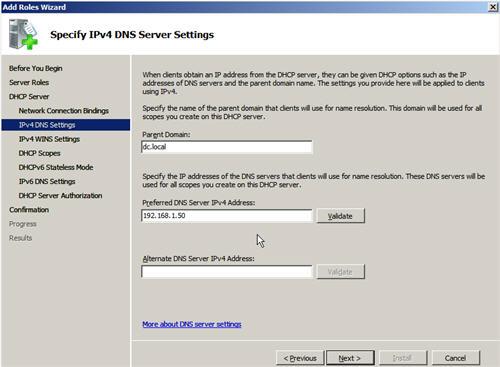 Add Roles Wizard
Specify IPv4 DNS Server Settings
Before You Begin
Server Roles
DHCP Server
Network Connection Bindings
IPv4 DNS Settings
IPv4 WINS Settings
DHCP Scopes
DHCPv6 Stateless Mode
IPv6 DNS Settings
DHCP Server Authorization
Confirmation
Progress
Results
When clients obtain an IP address from the DHCP server, they can be given DHCP options such as the IP
addresses of DNS servers and the parent domain name. The settings you provide here will be applied to clients
using IPv4.
Specify the name of the parent domain that clients will use for name resolution. This domain will be used for all
scopes you create on this DHCP server.
Parent Domain:
dc.local
Specify the IP addresses of the DNS servers that clients will use for name resolution. These DNS servers will be
used for all scopes you create on this DHCP server.
Preferred DNS Server IPv4 Address:
192.168.1.50
Validate
Alternate DNS Server IPv4 Address:
Validate
More about DNS server settings
< Previous
Next >
Install
Cancel